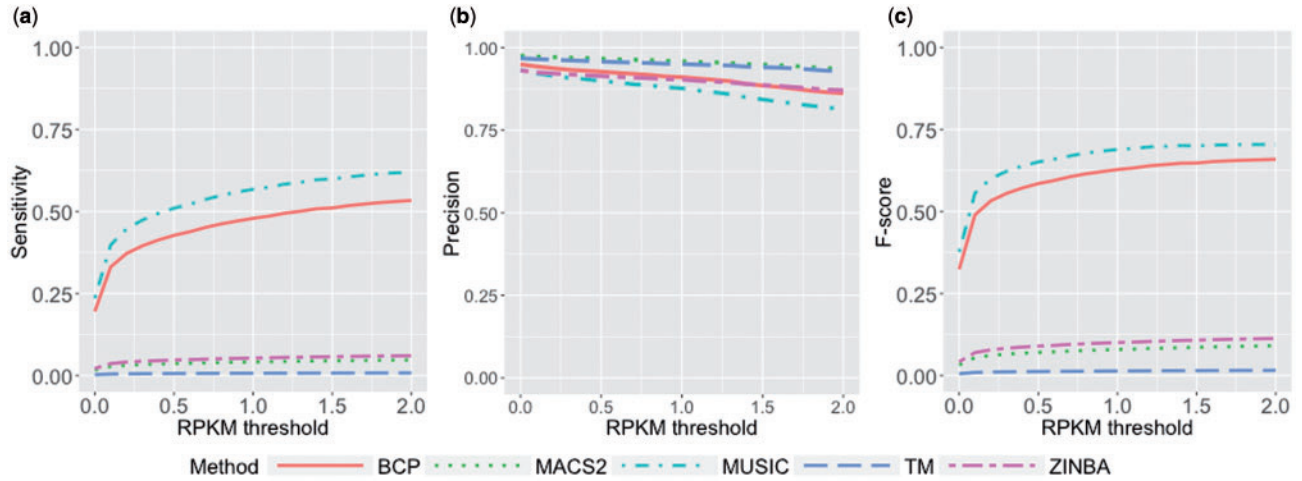 (a)
1.00
0.75
0.50
0.25
0.00
Sensitivity
0.0 0.5 1.0 1.5 2.0
RPKM threshold
(b)
1.00
0.75
0.50
0.25
0.00
Precision
0.0 0.5 1.0 1.5 2.0
RPKM threshold
(c)
1.00
0.75
0.50
0.25
0.00
F-score
0.0 0.5 1.0 1.5 2.0
RPKM threshold
Method BCP MACS2 MUSIC TM ZINBA